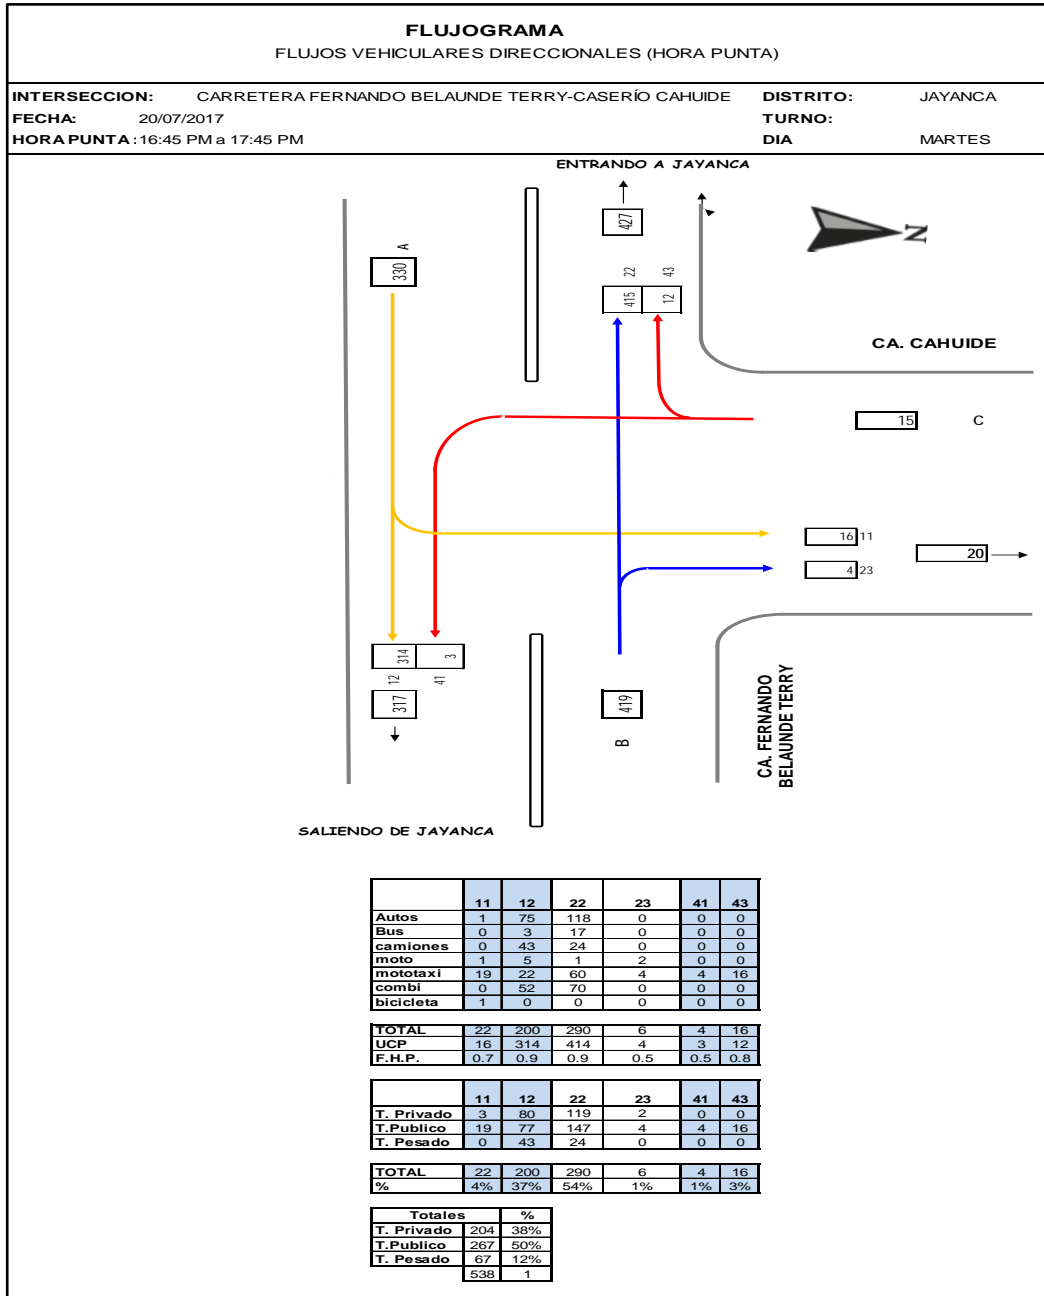 FLUJOGRAMA
FLUJOS VEHICULARES DIRECCIONALES (HORA PUNTA)
INTERSECCION: CARRETERA FERNANDO BELAUNDE TERRY-CASERÍO CAHUIDE DISTRITO: JAYANCA
FECHA: 20/07/2017 TURNO:
HORA PUNTA: 16:45 PM a 17:45 PM DIA MARTES
ENTRANDO A JAYANCA
427
A
330
22 43
415 12
N
CA. CAHUIDE
15 C
16 11
20
4 23
314 3
12 41
317
419
B
CA. FERNANDO
BELAUNDE TERRY
SALIENDO DE JAYANCA
11 12 22 23 41 43
Autos 1 75 118 0 0 0
Bus 0 3 17 0 0 0
camiones 0 43 24 0 0 0
moto 1 5 1 2 0 0
mototaxi 19 22 60 4 4 16
combi 0 52 70 0 0 0
bicicleta 1 0 0 0 0 0
TOTAL 22 200 290 6 4 16
UCP 16 314 414 4 3 12
F.H.P. 0.7 0.9 0.9 0.5 0.5 0.8
11 12 22 23 41 43
T. Privado 3 80 119 2 0 0
T.Publico 19 77 147 4 4 16
T. Pesado 0 43 24 0 0 0
TOTAL 22 200 290 6 4 16
% 4% 37% 54% 1% 1% 3%
Totales %
T. Privado 204 38%
T.Publico 267 50%
T. Pesado 67 12%
538 1